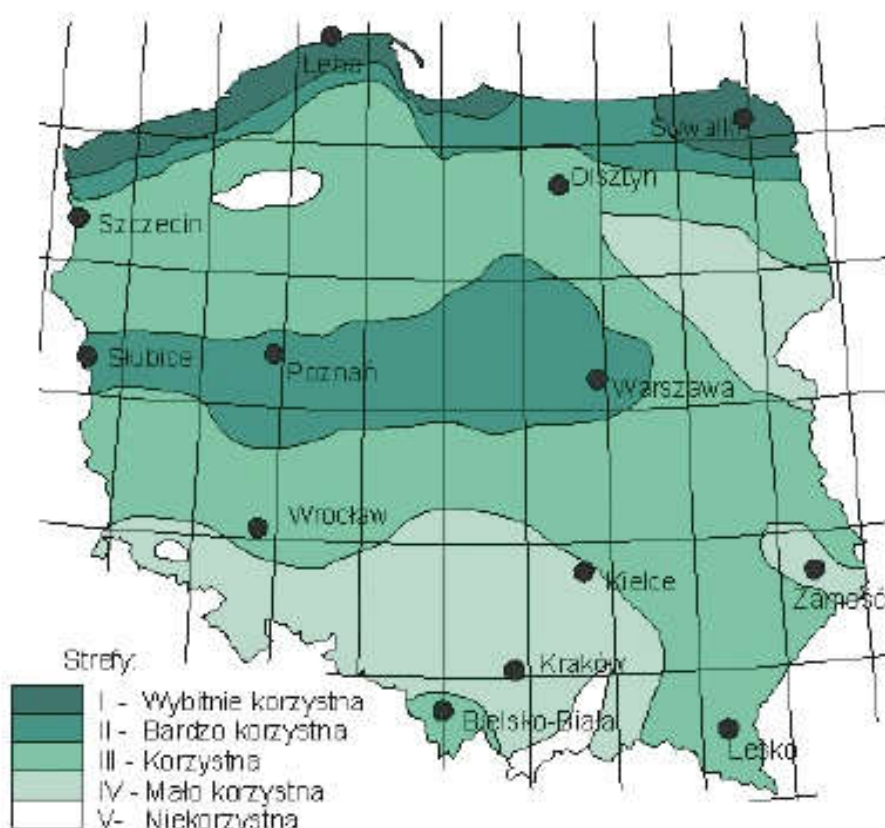 Łeba
Suwałki
Olsztyn
Szczecin
Słubice
Poznań
Warszawa
Wrocław
Kielce
Zamość
Kraków
Bielsko-Biała
Lesko
Strefy:
I - Wybitnie korzystna
II - Bardzo korzystna
III - Korzystna
IV - Mało korzystna
V- Niekorzystna